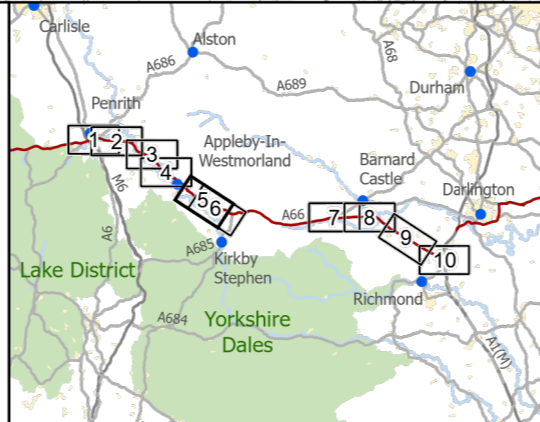 Carlisle
Alston
A686
A68
A689
Durham
Penrith
Appleby-In-
Westmorland
Barnard
Castle
Darlington
1
2
3
4
5
6
7
8
9
10
M6
A66
A6
A685
Kirkby
Stephen
Lake District
Richmond
A684
Yorkshire
Dales
A1(M)